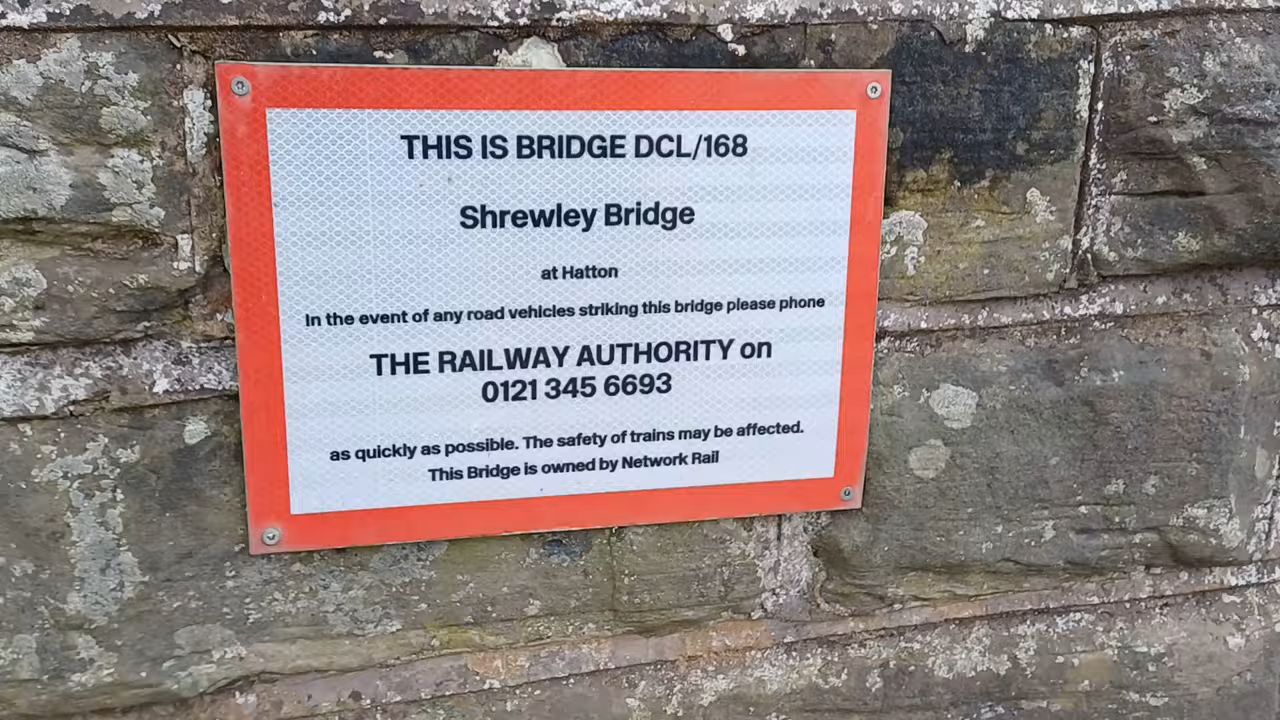 THIS IS BRIDGE DCL/168
Shrewley Bridge
at Hatton
In the event of any road vehicles striking this bridge please phone
THE RAILWAY AUTHORITY on
0121 345 6693
as quickly as possible. The safety of trains may be affected.
This Bridge is owned by Network Rail